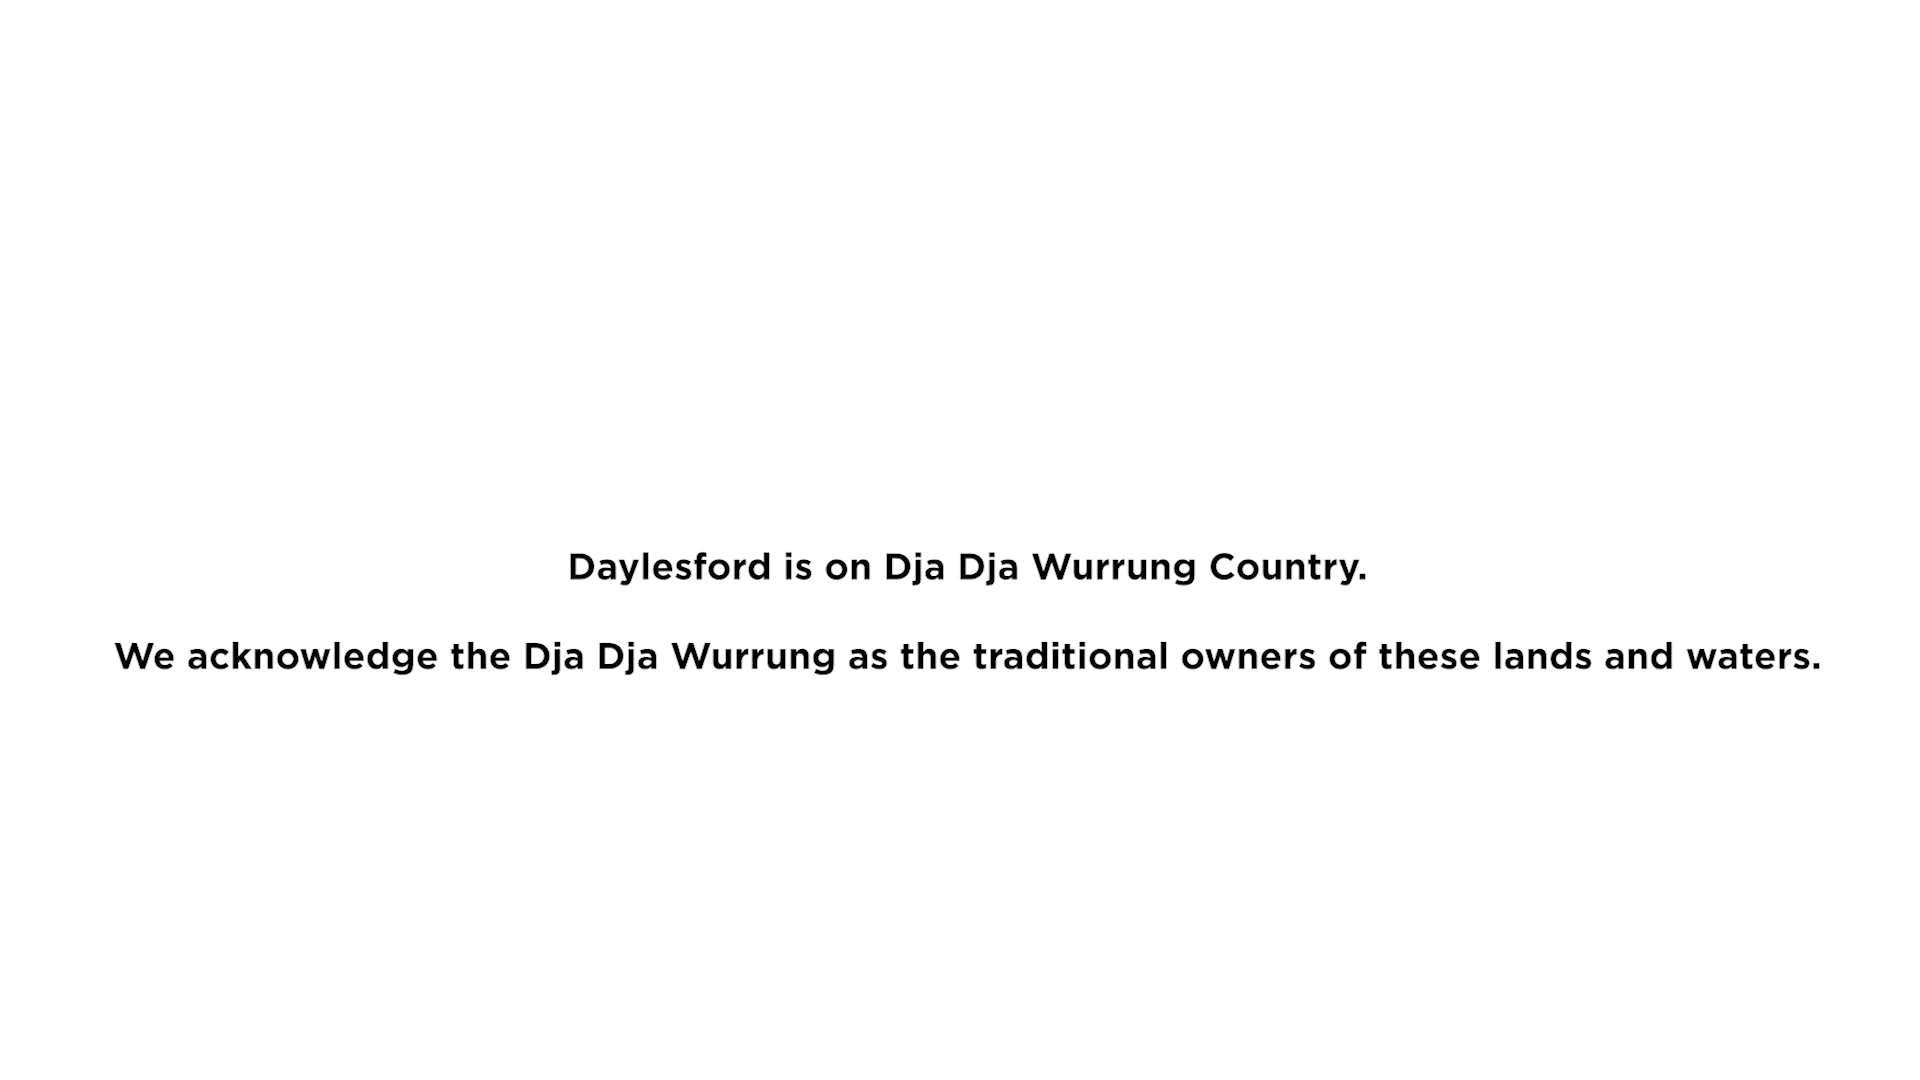 Daylesford is on Dja Dja Wurrung Country.
We acknowledge the Dja Dja Wurrung as the traditional owners of these lands and waters.